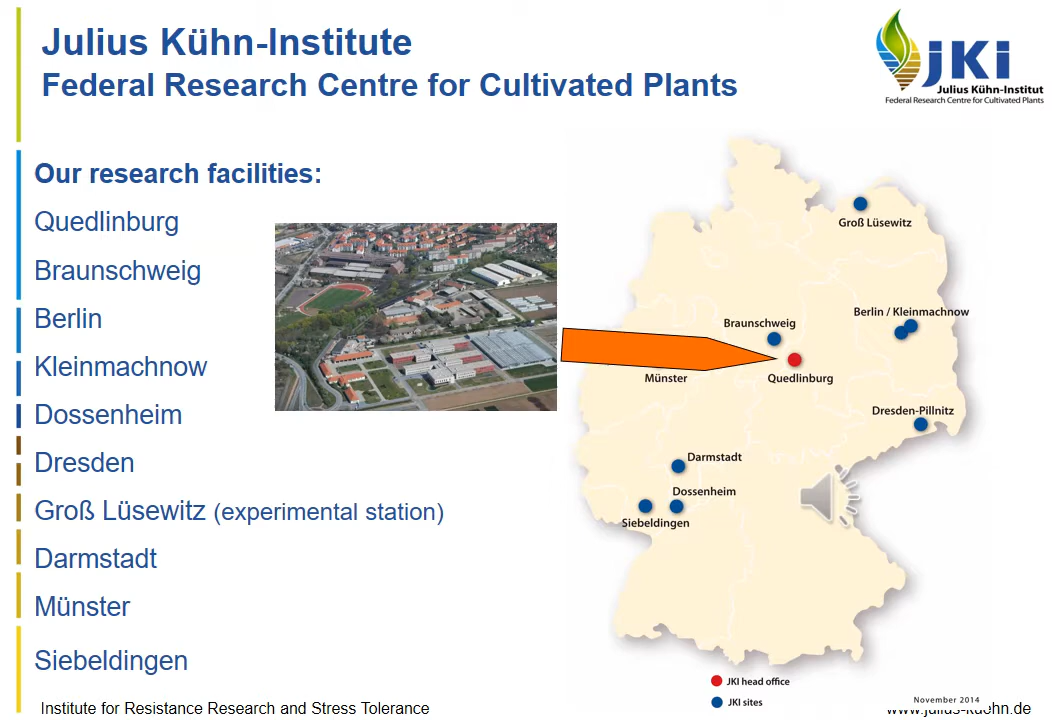 Julius Kühn-Institute
Federal Research Centre for Cultivated Plants
JKi
Julius Kühn-Institut
Federal Research Centre for Cultivated Plants
Our research facilities:
Quedlinburg
Braunschweig
Berlin
Kleinmachnow
Dossenheim
Dresden
Groß Lüsewitz (experimental station)
Darmstadt
Münster
Siebeldingen
Groß Lüsewitz
Berlin / Kleinmachnow
Braunschweig
Münster
Quedlinburg
Dresden-Pillnitz
Darmstadt
Dossenheim
Siebeldingen
JKI head office
JKI sites
November 2014
Institute for Resistance Research and Stress Tolerance
www.julius-kuehn.de